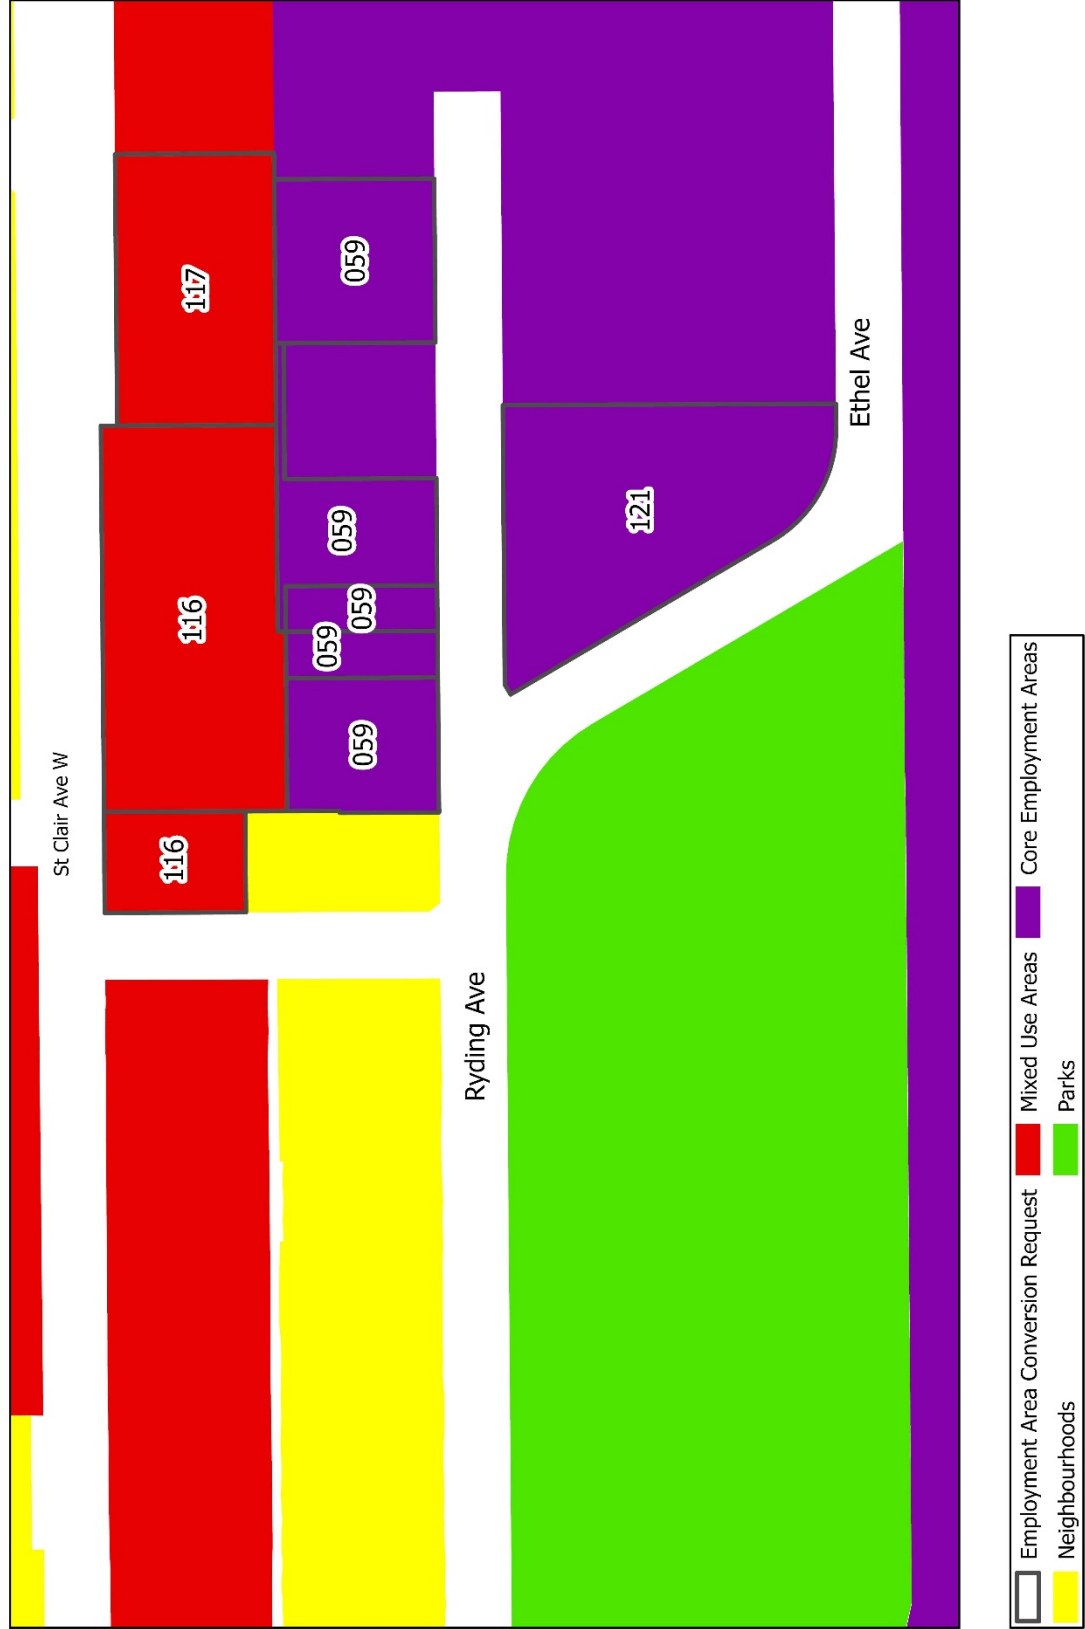 St Clair Ave W
116
116
117
059
059
059
059
059
Ryding Ave
121
Ethel Ave
Employment Area Conversion Request
Mixed Use Areas
Core Employment Areas
Neighbourhoods
Parks